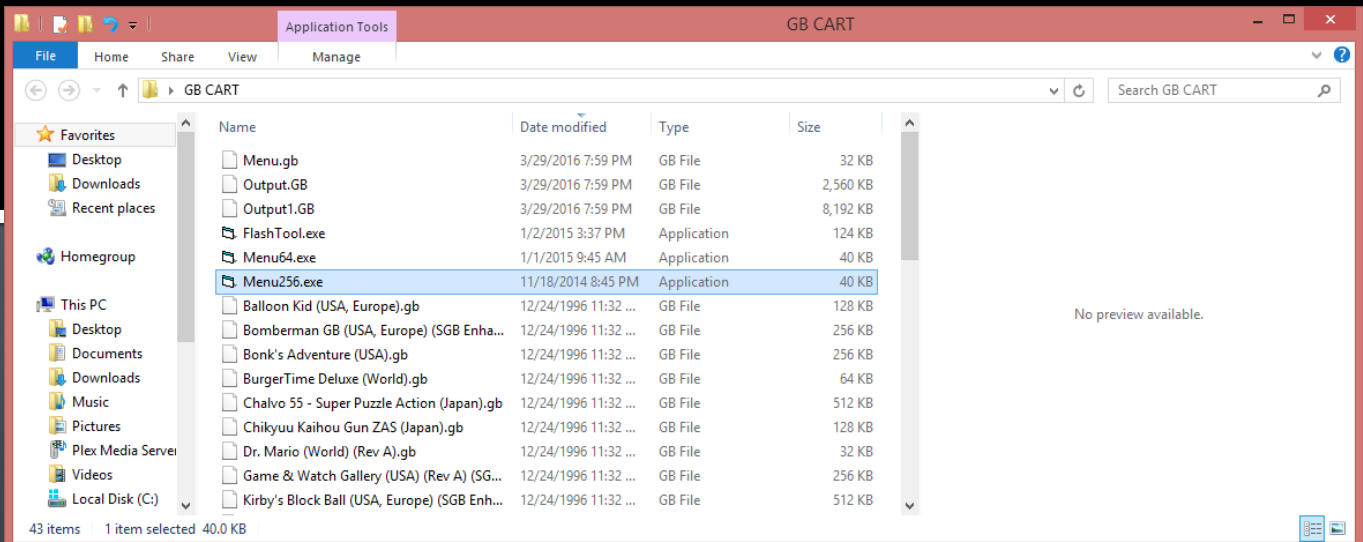 Application Tools GB CART
File Home Share View Manage
GB CART Search GB CART
Name Date modified Type Size
Favorites
Desktop Menu.gb 3/29/2016 7:59 PM GB File 32 KB
Downloads Output.GB 3/29/2016 7:59 PM GB File 2,560 KB
Recent places Output1.GB 3/29/2016 7:59 PM GB File 8,192 KB
FlashTool.exe 1/2/2015 3:37 PM Application 124 KB
Homegroup Menu64.exe 1/1/2015 9:45 AM Application 40 KB
Menu256.exe 11/18/2014 8:45 PM Application 40 KB
This PC Balloon Kid (USA, Europe).gb 12/24/1996 11:32 ... GB File 128 KB
No preview available.
Desktop Bomberman GB (USA, Europe) (SGB Enha... 12/24/1996 11:32 ... GB File 256 KB
Documents Bonk's Adventure (USA).gb 12/24/1996 11:32 ... GB File 256 KB
Downloads BurgerTime Deluxe (World).gb 12/24/1996 11:32 ... GB File 64 KB
Music Chalvo 55 - Super Puzzle Action (Japan).gb 12/24/1996 11:32 ... GB File 512 KB
Pictures Chikyuu Kaihou Gun ZAS (Japan).gb 12/24/1996 11:32 ... GB File 128 KB
Plex Media Server Dr. Mario (World) (Rev A).gb 12/24/1996 11:32 ... GB File 32 KB
Videos Game & Watch Gallery (USA) (Rev A) (SG... 12/24/1996 11:32 ... GB File 256 KB
Local Disk (C:) Kirby's Block Ball (USA, Europe) (SGB Enh... 12/24/1996 11:32 ... GB File 512 KB
43 items 1 item selected 40.0 KB